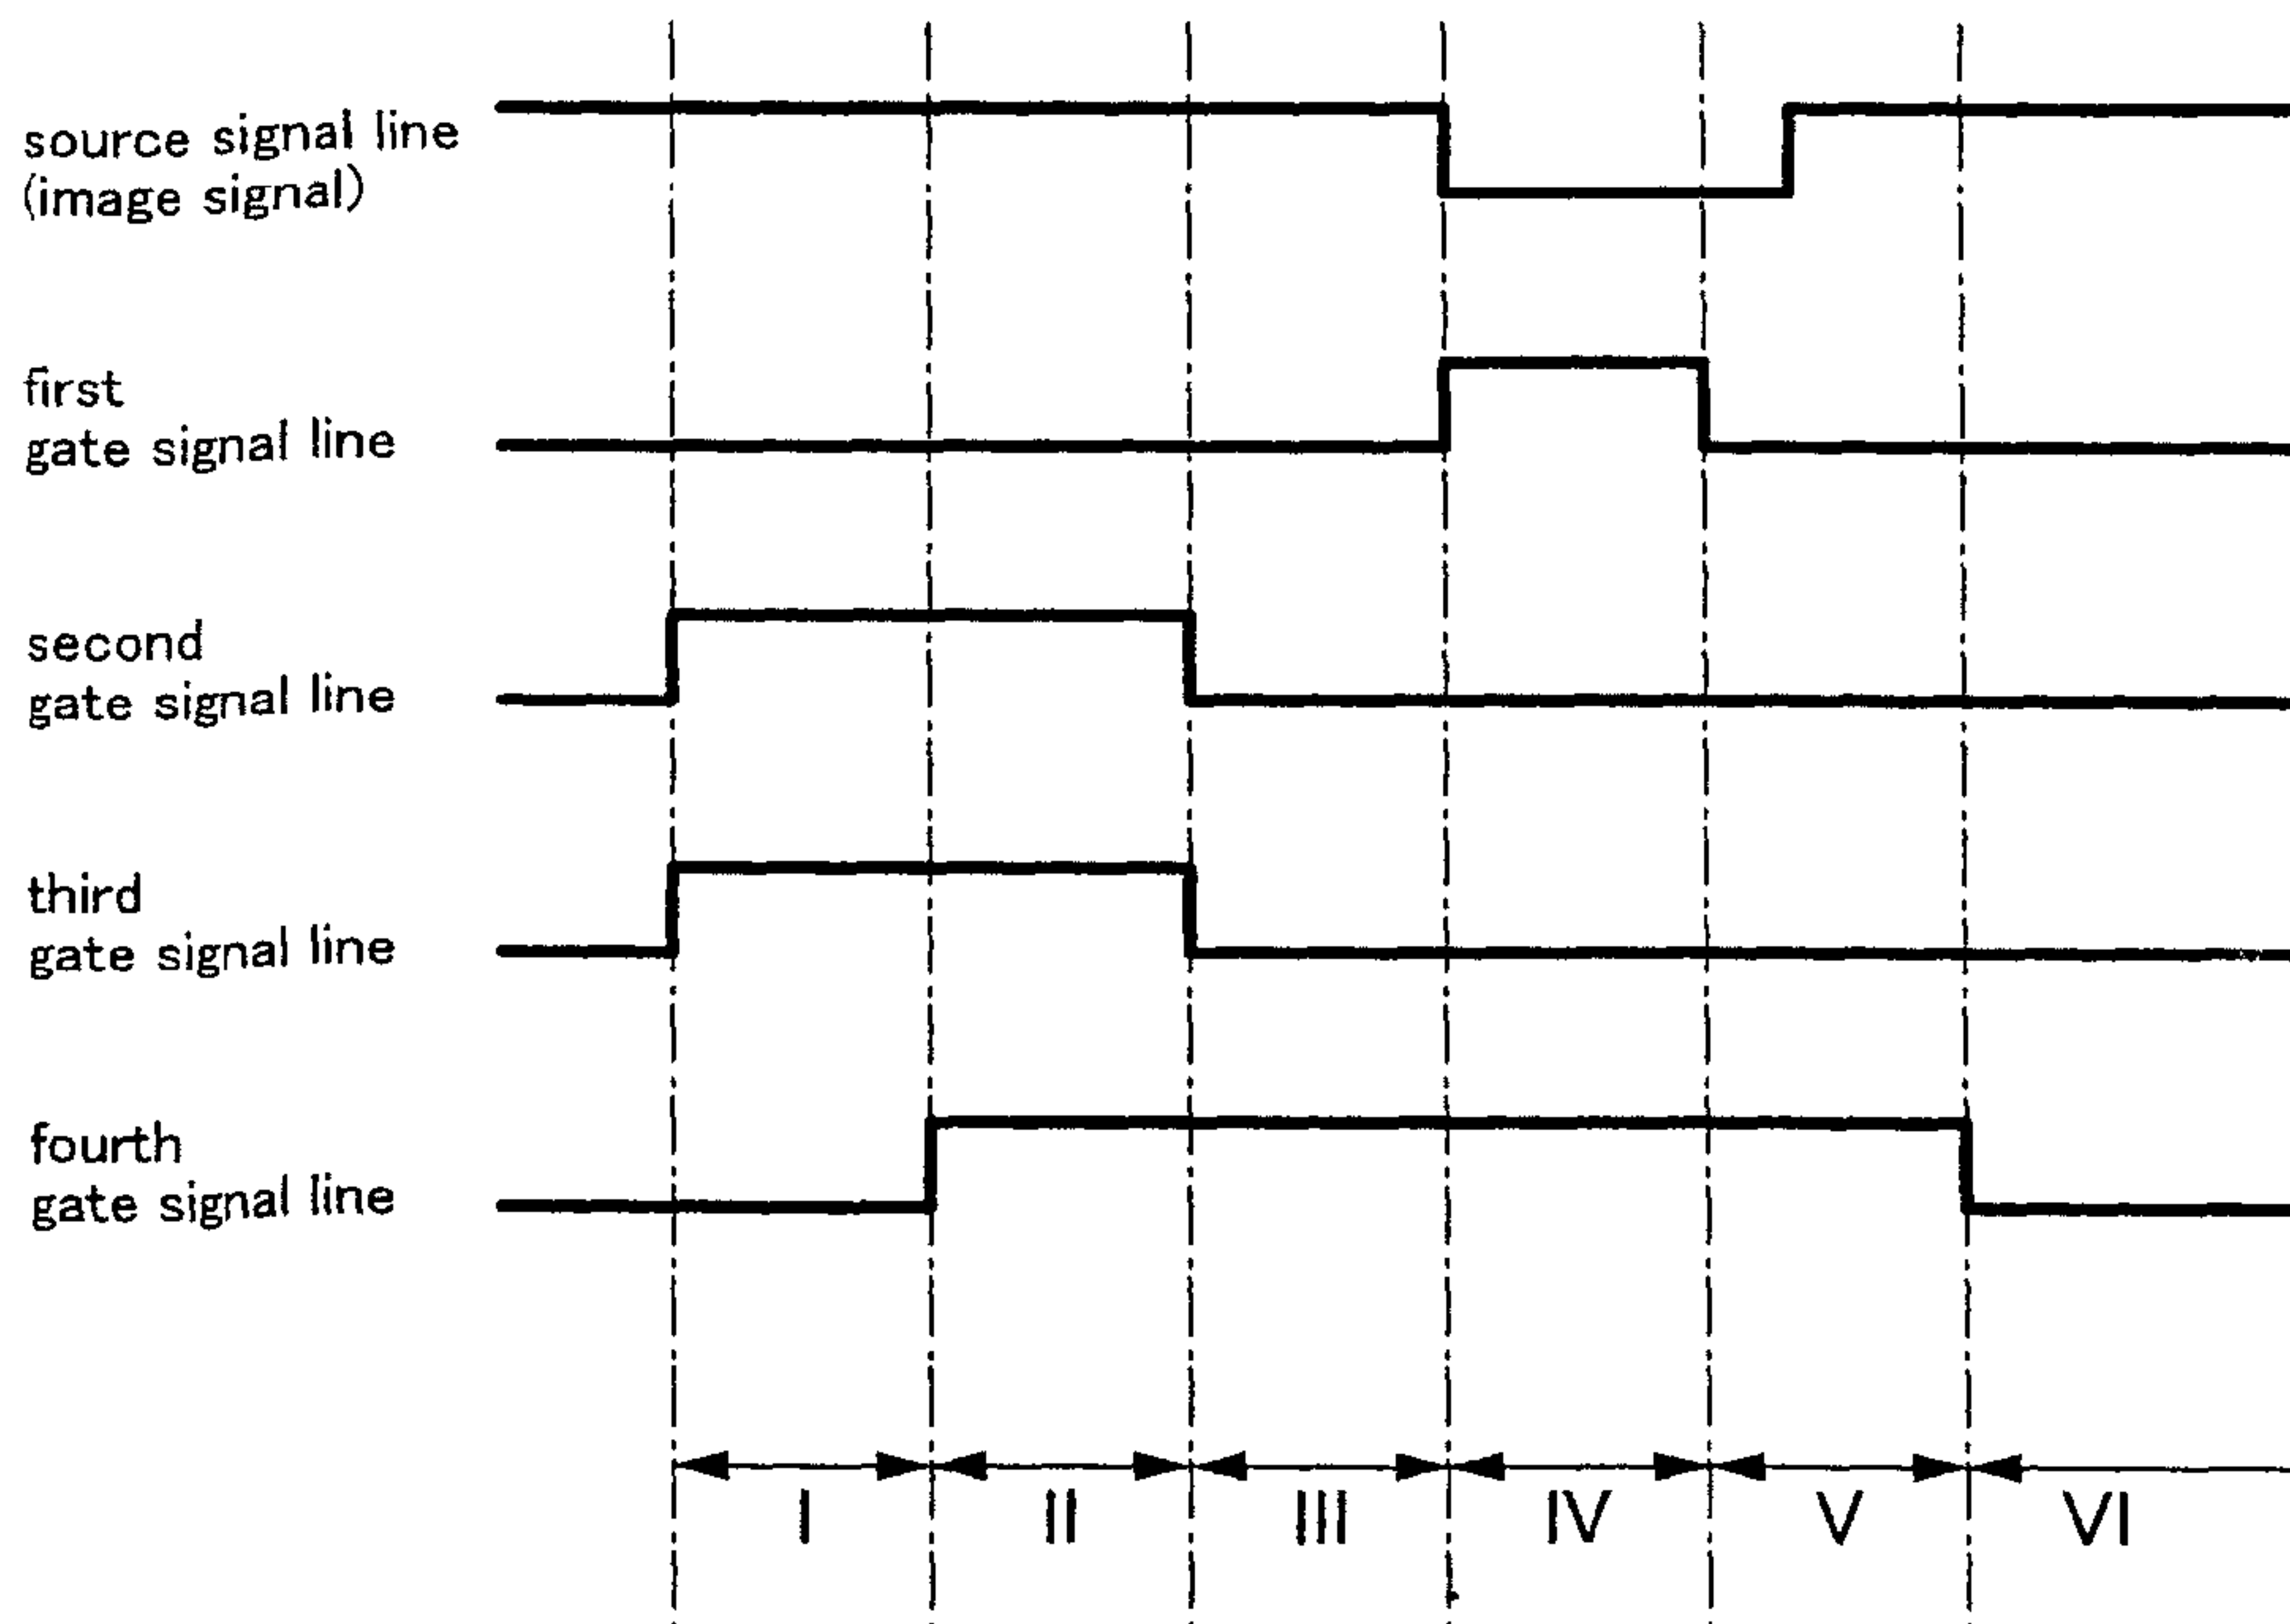 source signal line
(image signal)
first
gate signal line
second
gate signal line
third
gate signal line
fourth
gate signal line
I II III IV V VI